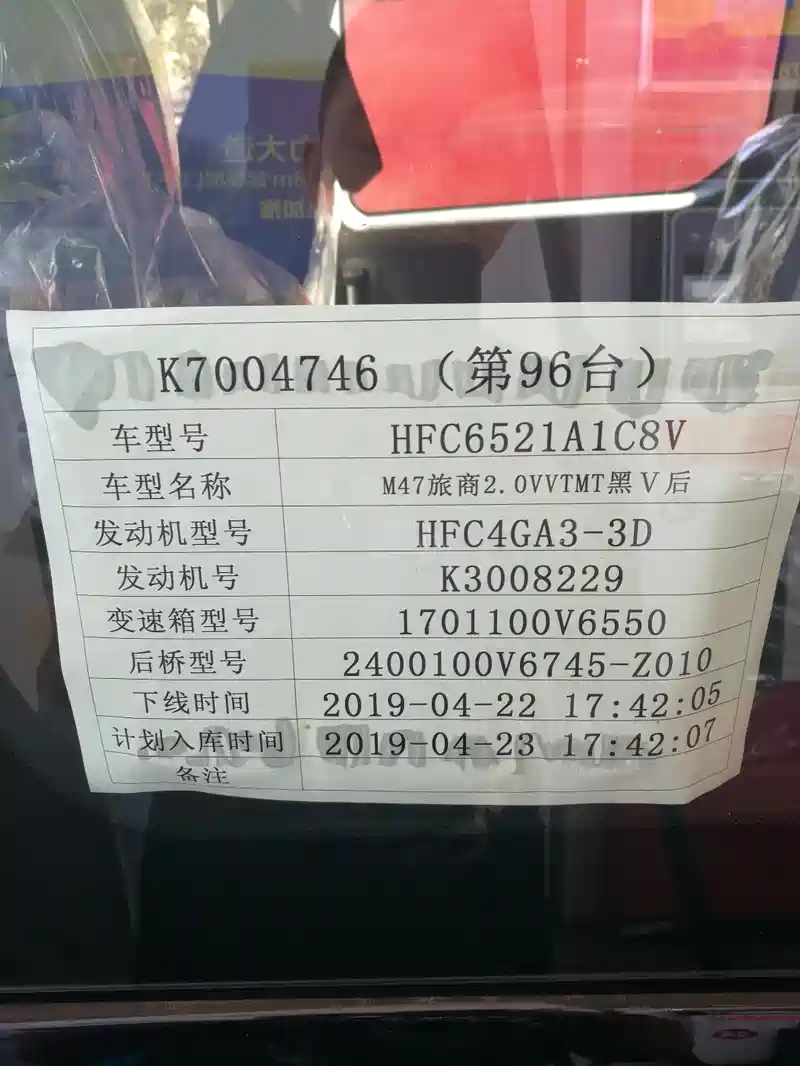 K7004746 （第96台）
车型号 HFC6521A1C8V
车型名称 M47旅商2.0VVTMT黑V后
发动机型号 HFC4GA3-3D
发动机号 K3008229
变速箱型号 1701100V6550
后桥型号 2400100V6745-Z010
下线时间 2019-04-22 17:42:05
计划入库时间 2019-04-23 17:42:07
备注